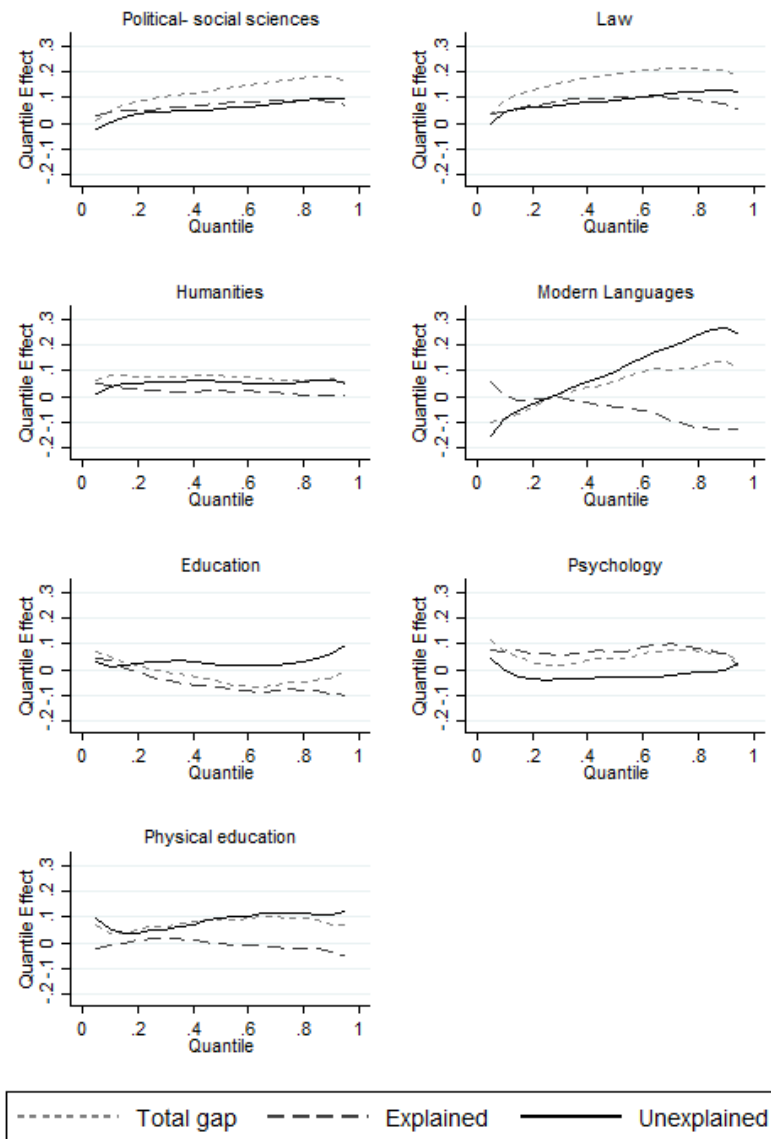 Political- social sciences
Quantile Effect
-.2 -.1 0 .1 .2 .3
0 .2 .4 .6 .8 1
Quantile
Law
Quantile Effect
-.2 -.1 0 .1 .2 .3
0 .2 .4 .6 .8 1
Quantile
Humanities
Quantile Effect
-.2 -.1 0 .1 .2 .3
0 .2 .4 .6 .8 1
Quantile
Modern Languages
Quantile Effect
-.2 -.1 0 .1 .2 .3
0 .2 .4 .6 .8 1
Quantile
Education
Quantile Effect
-.2 -.1 0 .1 .2 .3
0 .2 .4 .6 .8 1
Quantile
Psychology
Quantile Effect
-.2 -.1 0 .1 .2 .3
0 .2 .4 .6 .8 1
Quantile
Physical education
Quantile Effect
-.2 -.1 0 .1 .2 .3
0 .2 .4 .6 .8 1
Quantile
Total gap Explained Unexplained